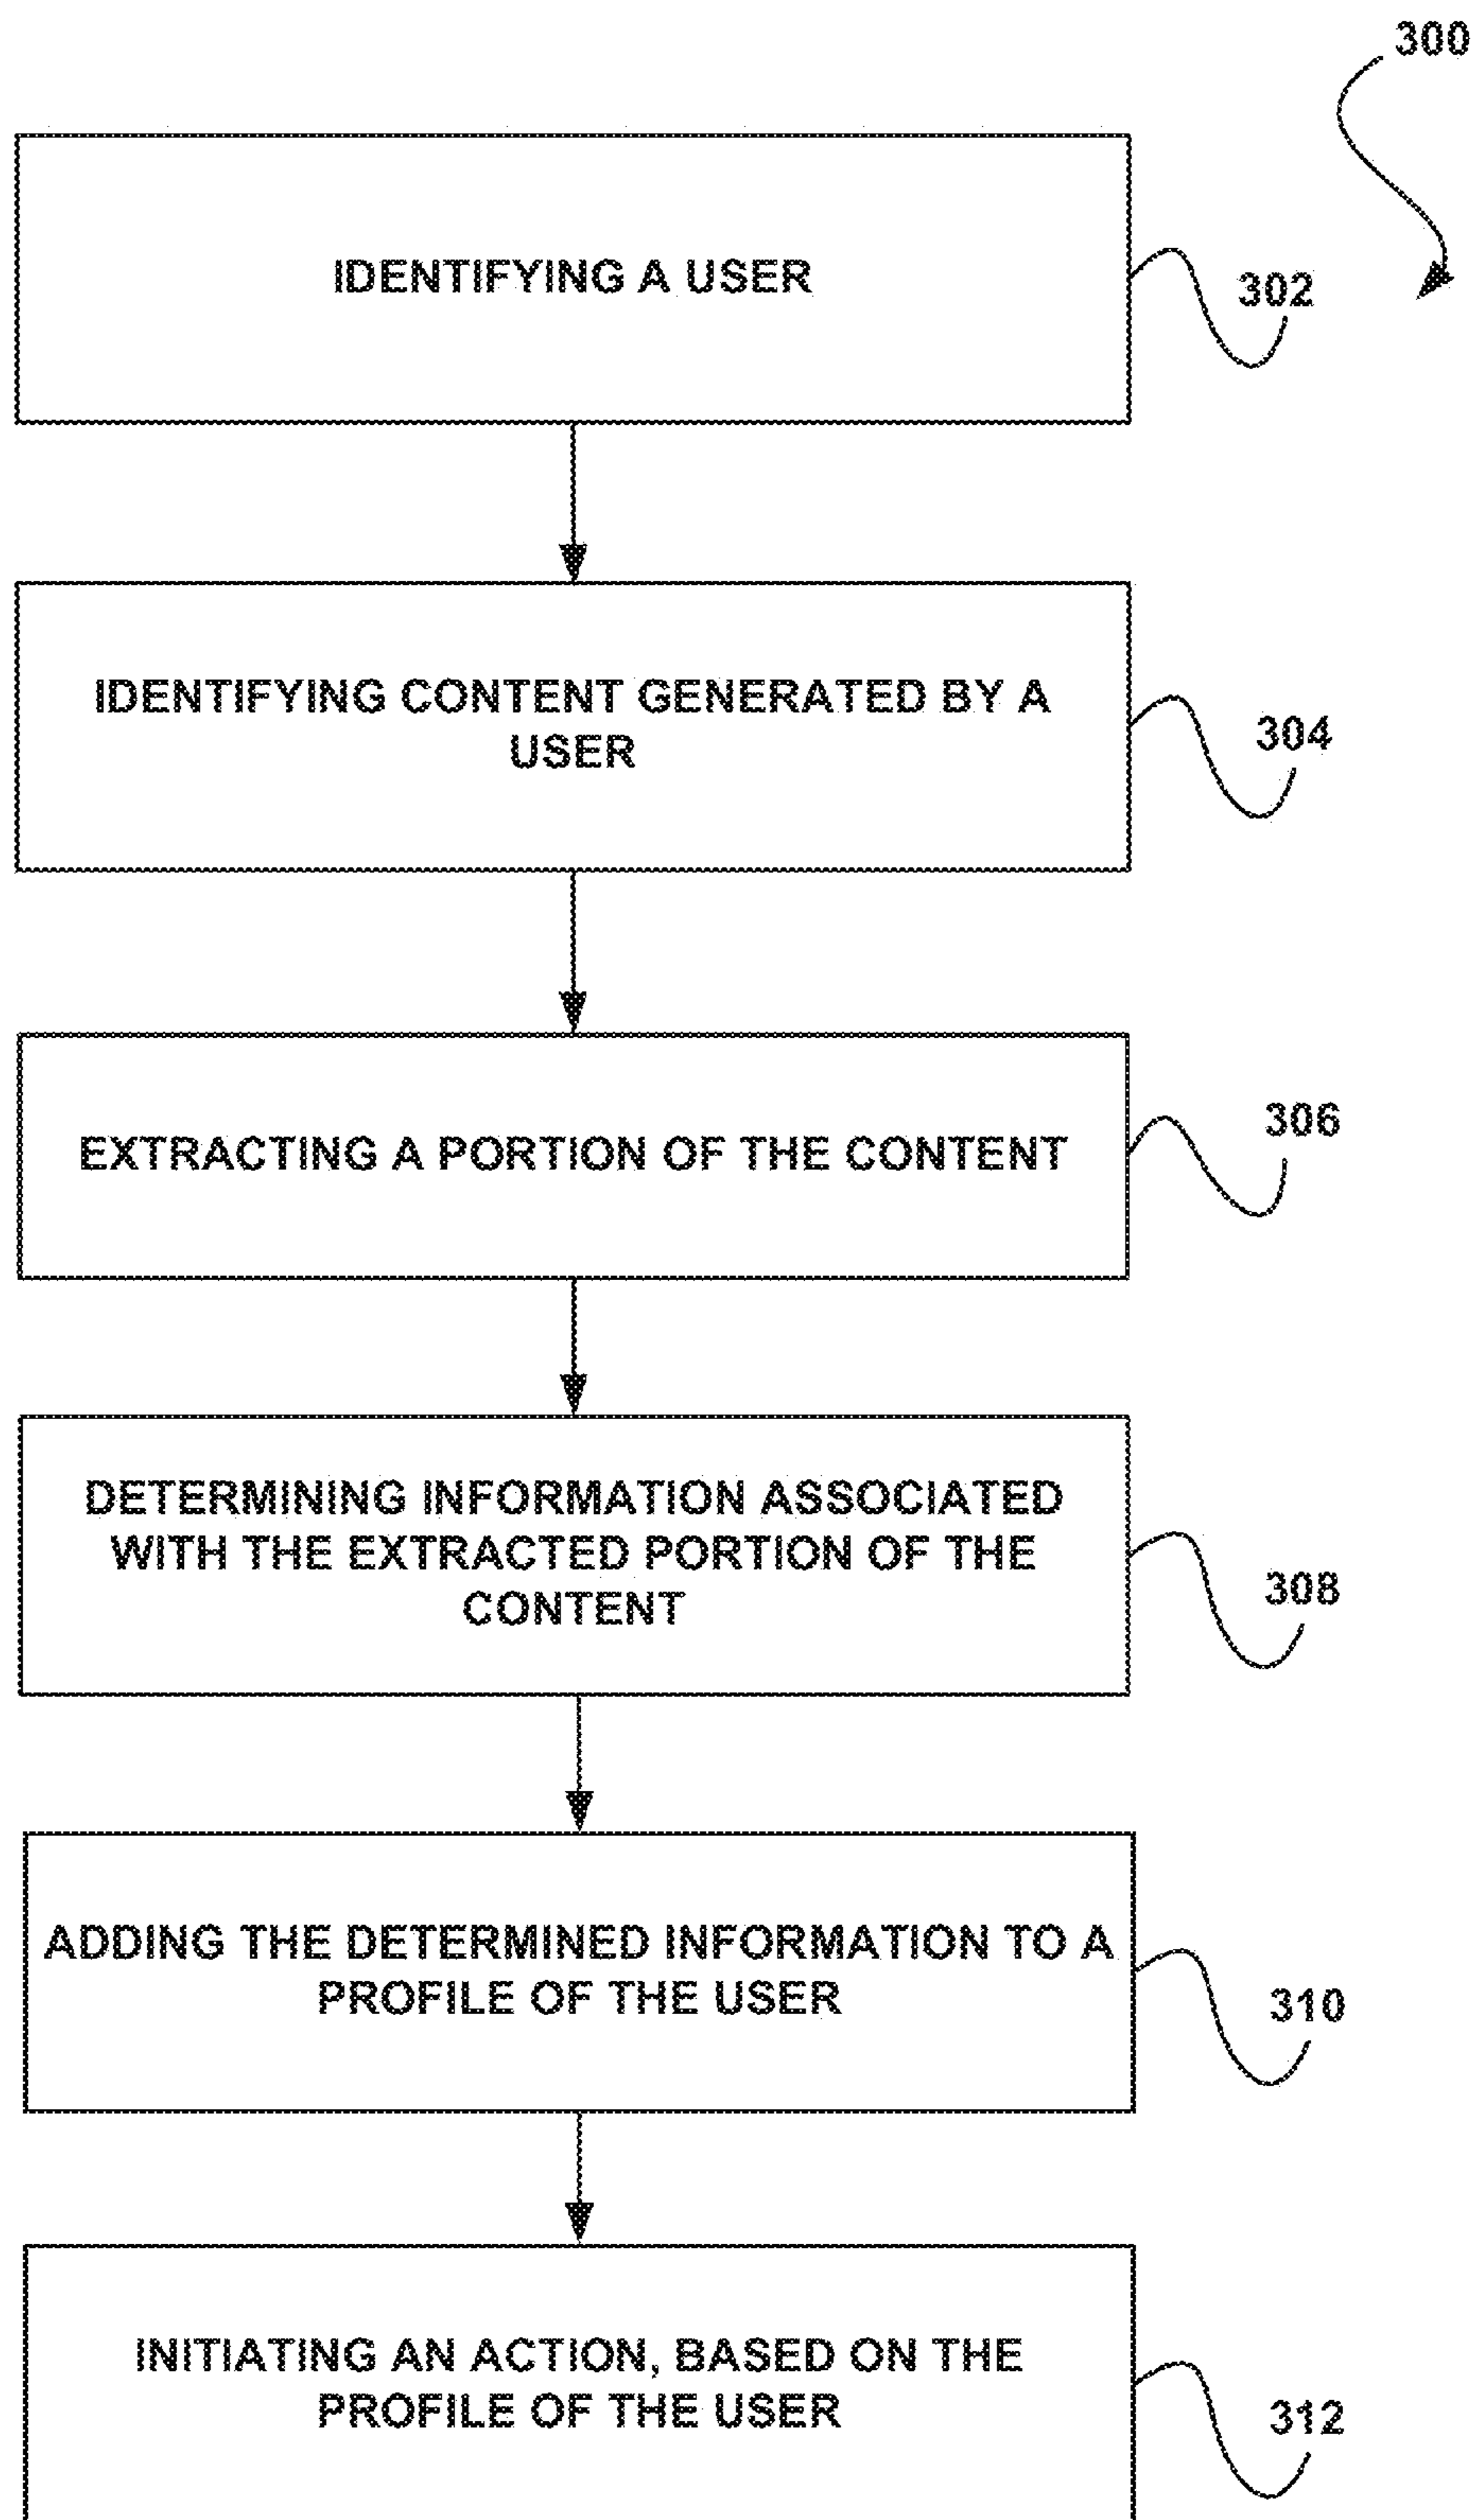 300
IDENTIFYING A USER
302
IDENTIFYING CONTENT GENERATED BY A
USER
304
EXTRACTING A PORTION OF THE CONTENT
306
DETERMINING INFORMATION ASSOCIATED
WITH THE EXTRACTED PORTION OF THE
CONTENT
308
ADDING THE DETERMINED INFORMATION TO A
PROFILE OF THE USER
310
INITIATING AN ACTION, BASED ON THE
PROFILE OF THE USER
312